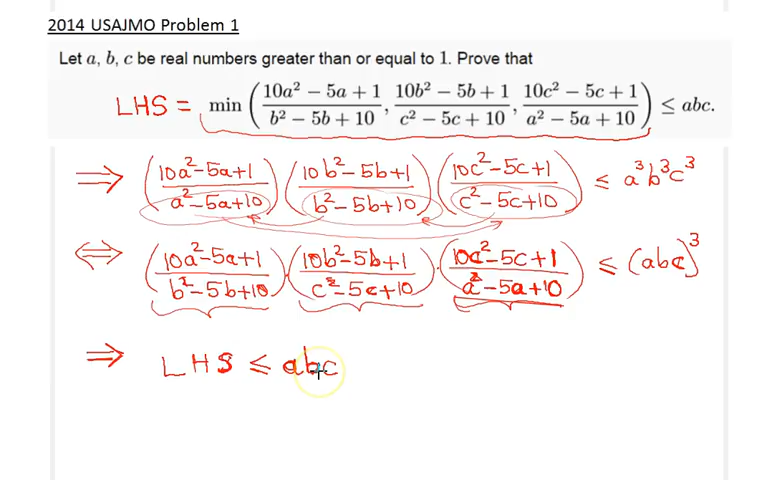 2014 USAJMO Problem 1
Let a, b, c be real numbers greater than or equal to 1. Prove that
LHS = min ( (10a² − 5a + 1)/(b² − 5b + 10), (10b² − 5b + 1)/(c² − 5c + 10), (10c² − 5c + 1)/(a² − 5a + 10) ) ≤ abc.
⟹ ( (10a²−5a+1)/(a²−5a+10) ) ( (10b²−5b+1)/(b²−5b+10) ) ( (10c²−5c+1)/(c²−5c+10) ) ≤ a³b³c³
⟺ ( (10a²−5a+1)/(b²−5b+10) ) · ( (10b²−5b+1)/(c²−5c+10) ) · ( (10c²−5c+1)/(a²−5a+10) ) ≤ (abc)³
⟹ LHS ≤ abc